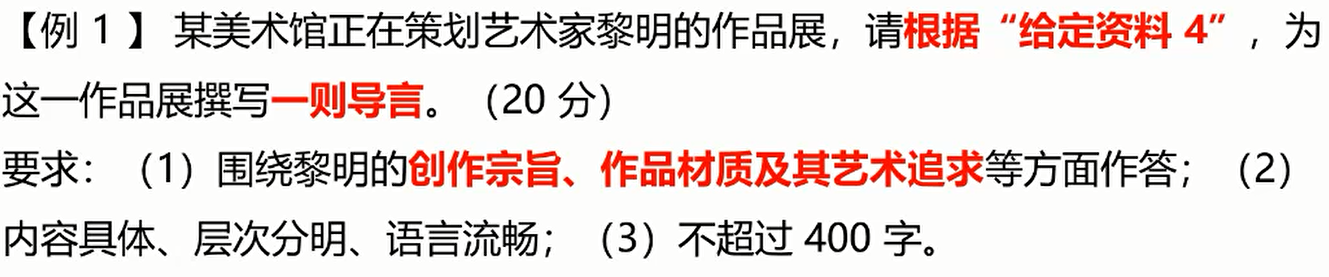 【例 1 】 某美术馆正在策划艺术家黎明的作品展，请根据“给定资料 4”，为
这一作品展撰写一则导言。（20 分）
要求：（1）围绕黎明的创作宗旨、作品材质及其艺术追求等方面作答；（2）
内容具体、层次分明、语言流畅；（3）不超过 400 字。